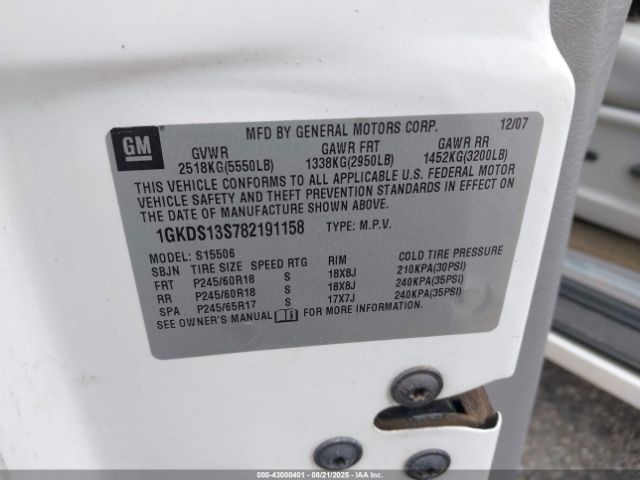 GM
MFD BY GENERAL MOTORS CORP. 12/07
GVWR GAWR FRT GAWR RR
2518KG(5550LB) 1338KG(2950LB) 1452KG(3200LB)
THIS VEHICLE CONFORMS TO ALL APPLICABLE U.S. FEDERAL MOTOR
VEHICLE SAFETY AND THEFT PREVENTION STANDARDS IN EFFECT ON
THE DATE OF MANUFACTURE SHOWN ABOVE.
1GKDS13S782191158 TYPE: M.P.V.
MODEL: S15506
SBJN TIRE SIZE SPEED RTG RIM COLD TIRE PRESSURE
FRT P245/60R18 S 18X8J 210KPA(30PSI)
RR P245/60R18 S 18X8J 240KPA(35PSI)
SPA P245/65R17 S 17X7J 240KPA(35PSI)
SEE OWNER'S MANUAL FOR MORE INFORMATION.
000-43000401 - 08/21/2025 - IAAI.COM